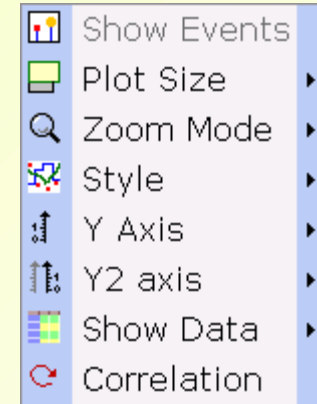 Show Events
Plot Size
Zoom Mode
Style
Y Axis
Y2 axis
Show Data
Correlation